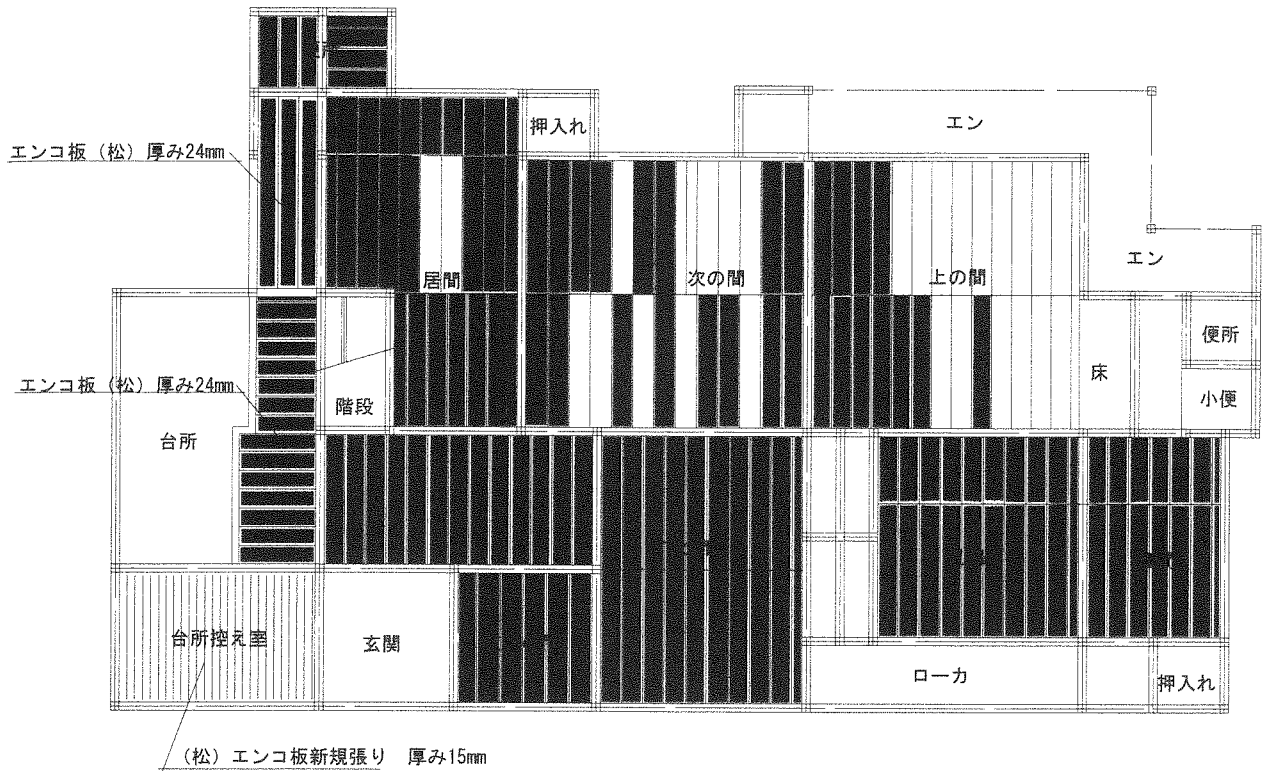 エン
押入れ
エンコ板（松）厚み24mm
エン
居間
次の間
上の間
便所
エンコ板（松）厚み24mm
階段
床
小便
台所
台所控え室
玄関
ローカ
押入れ
（松）エンコ板新規張り　厚み15mm